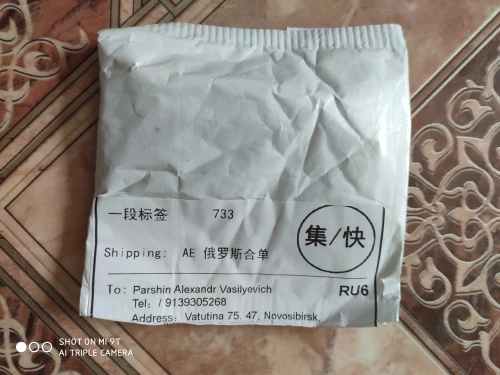 一段标签 733
集/快
Shipping: AE 俄罗斯合单
To: Parshin Alexandr Vasilyevich
RU6
Tel: / 9139305268
Address: Vatutina 75. 47, Novosibirsk,
SHOT ON MI 9T
AI TRIPLE CAMERA